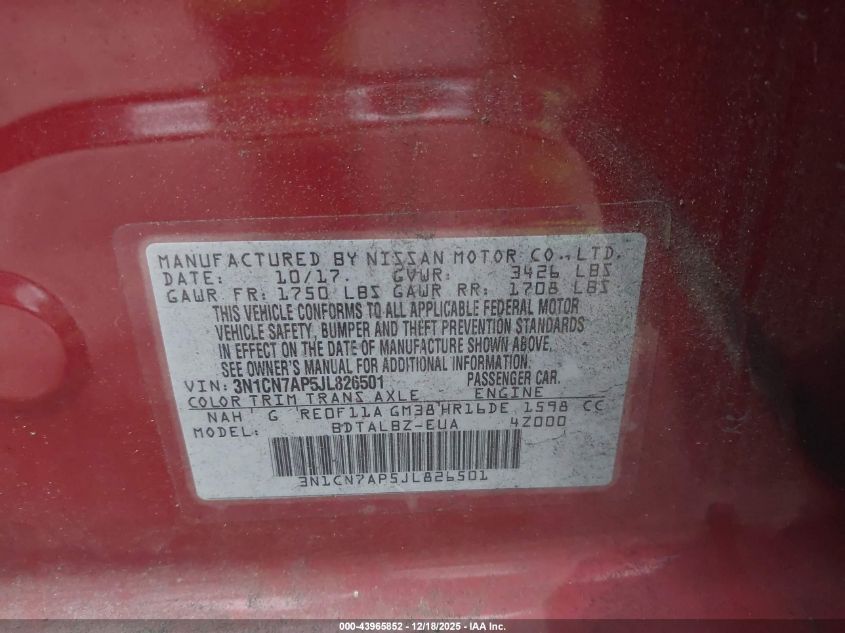 MANUFACTURED BY NISSAN MOTOR CO., LTD.
DATE: 10/17. GVWR: 3426 LBS
GAWR FR: 1750 LBS GAWR RR: 1708 LBS
THIS VEHICLE CONFORMS TO ALL APPLICABLE FEDERAL MOTOR
VEHICLE SAFETY, BUMPER AND THEFT PREVENTION STANDARDS
IN EFFECT ON THE DATE OF MANUFACTURE SHOWN ABOVE.
SEE OWNER'S MANUAL FOR ADDITIONAL INFORMATION.
VIN: 3N1CN7AP5JL826501 PASSENGER CAR.
COLOR TRIM TRANS AXLE ENGINE
NAH G RE0F11A GM38 HR16DE 1598 CC
MODEL: BDTALBZ-EUA 4Z000
3N1CN7AP5JL826501
000-43965852 - 12/18/2025 - IAA Inc.